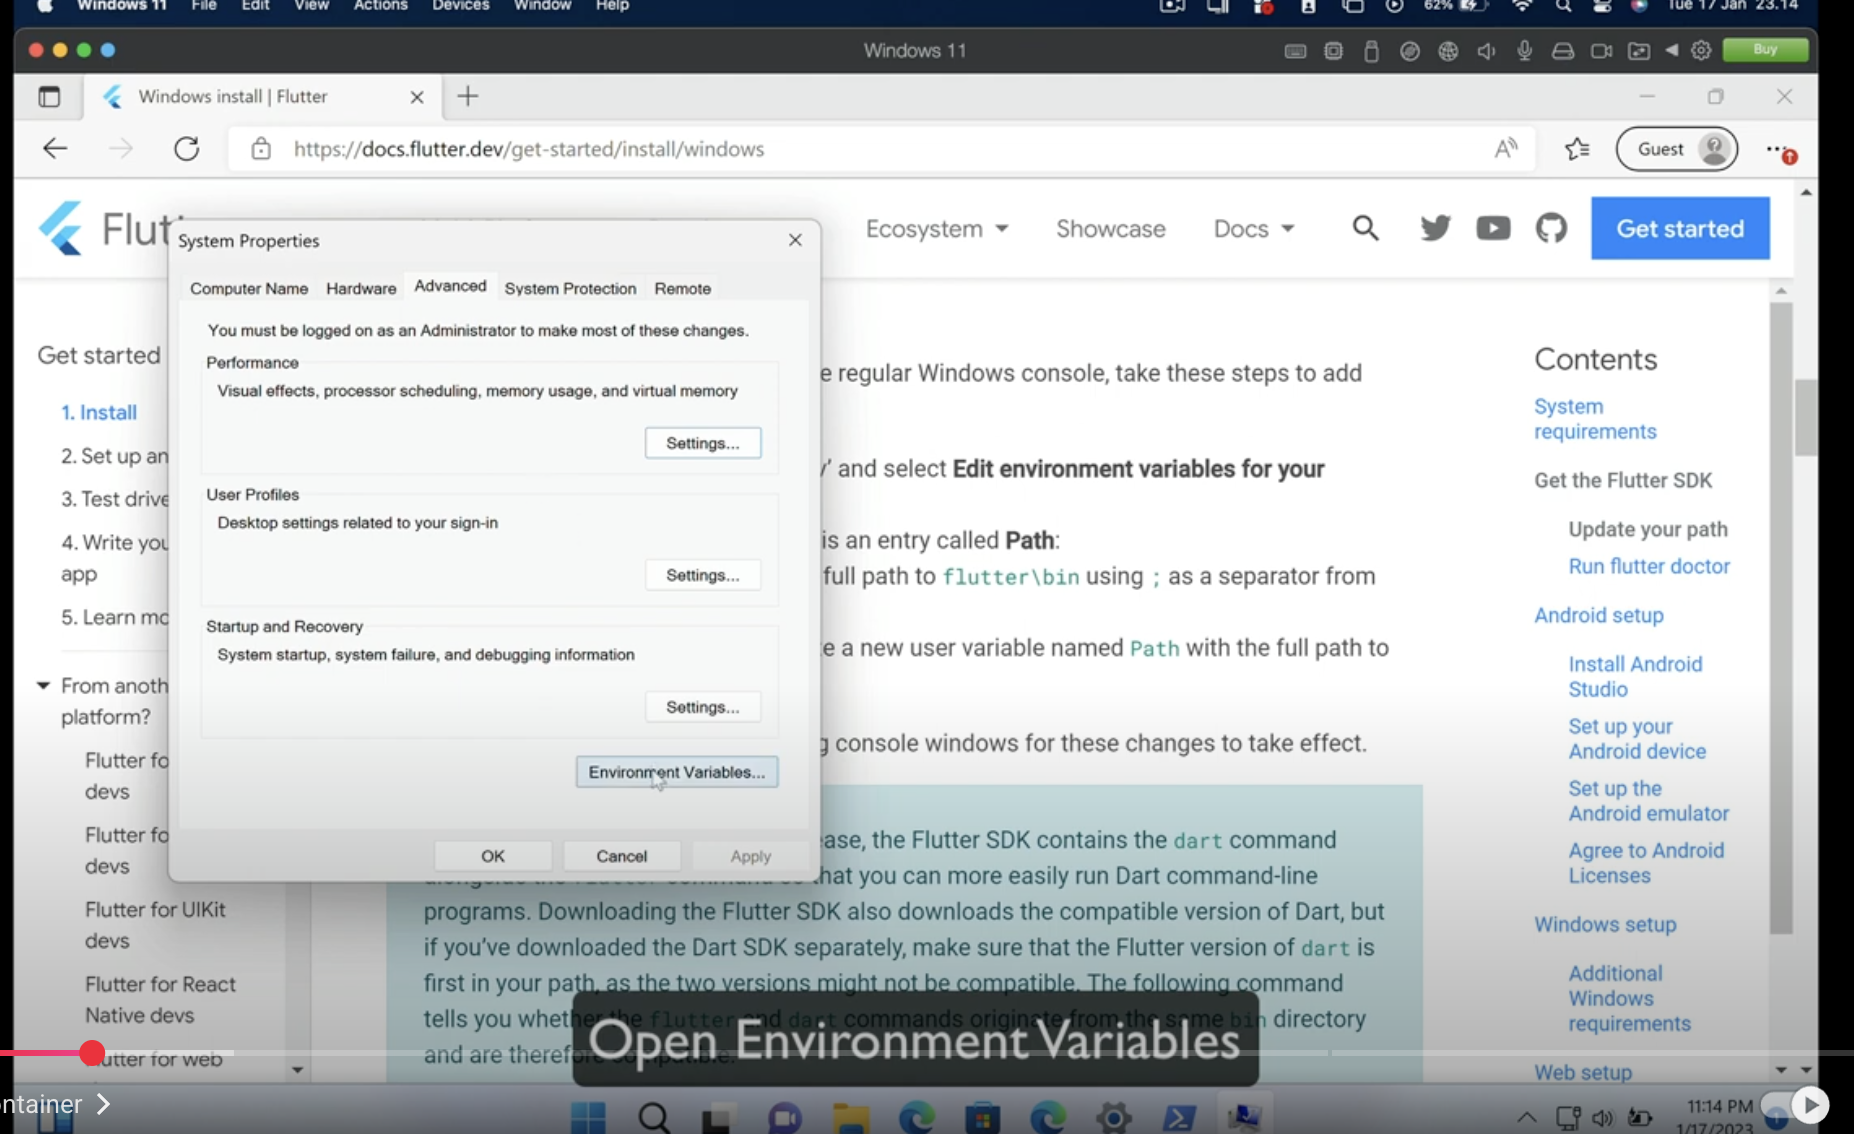 Windows 11 File Edit View Actions Devices Window Help 62% Tue 17 Jan 23.14
Windows 11
Buy
Windows install | Flutter
https://docs.flutter.dev/get-started/install/windows
Guest
Flut
Ecosystem
Showcase
Docs
Get started
System Properties
Computer Name
Hardware
Advanced
System Protection
Remote
You must be logged on as an Administrator to make most of these changes.
Performance
Visual effects, processor scheduling, memory usage, and virtual memory
Settings...
User Profiles
Desktop settings related to your sign-in
Settings...
Startup and Recovery
System startup, system failure, and debugging information
Settings...
Environment Variables...
OK
Cancel
Apply
Get started
1. Install
2. Set up an
3. Test drive
4. Write you
app
5. Learn mo
From anoth
platform?
Flutter fo
devs
Flutter fo
devs
Flutter for UIKit
devs
Flutter for React
Native devs
utter for web
e regular Windows console, take these steps to add
' and select Edit environment variables for your
is an entry called Path:
full path to flutter\bin using ; as a separator from
e a new user variable named Path with the full path to
g console windows for these changes to take effect.
ease, the Flutter SDK contains the dart command
that you can more easily run Dart command-line
programs. Downloading the Flutter SDK also downloads the compatible version of Dart, but
if you've downloaded the Dart SDK separately, make sure that the Flutter version of dart is
first in your path, as the two versions might not be compatible. The following command
tells you whether the flutter and dart commands originate from the same bin directory
and are therefore
Open Environment Variables
Contents
System
requirements
Get the Flutter SDK
Update your path
Run flutter doctor
Android setup
Install Android
Studio
Set up your
Android device
Set up the
Android emulator
Agree to Android
Licenses
Windows setup
Additional
Windows
requirements
Web setup
ntainer
11:14 PM
1/17/2023